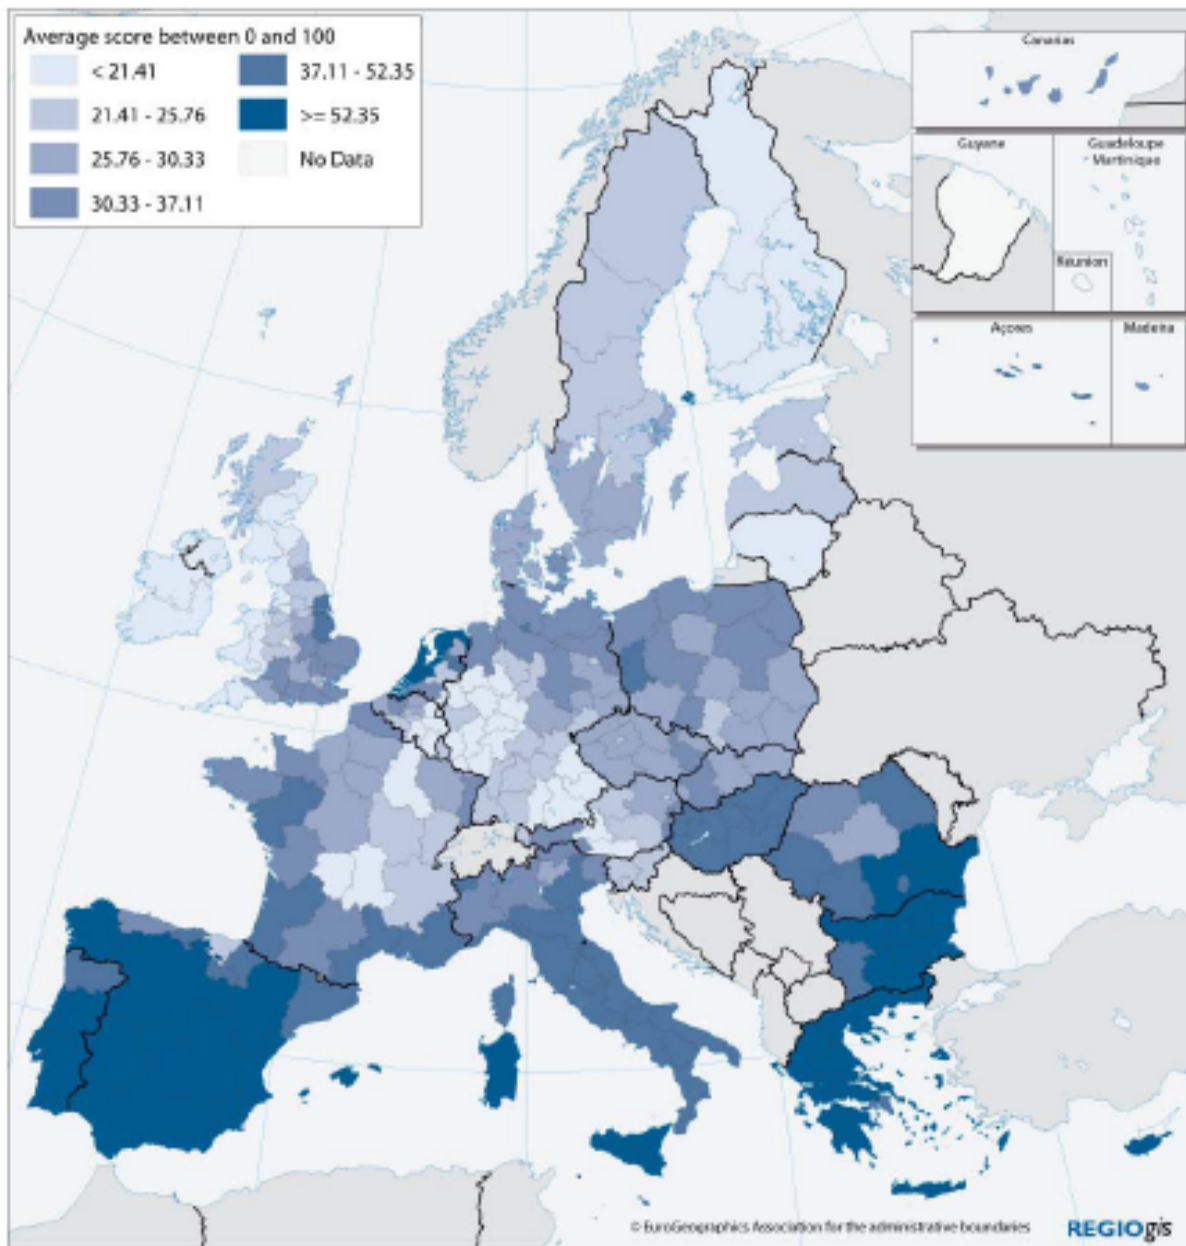 Average score between 0 and 100
< 21.41
37.11 - 52.35
21.41 - 25.76
>= 52.35
25.76 - 30.33
No Data
30.33 - 37.11
Canarias
Guyane
Guadeloupe
Martinique
Réunion
Açores
Madeira
© EuroGeographics Association for the administrative boundaries
REGIOgis